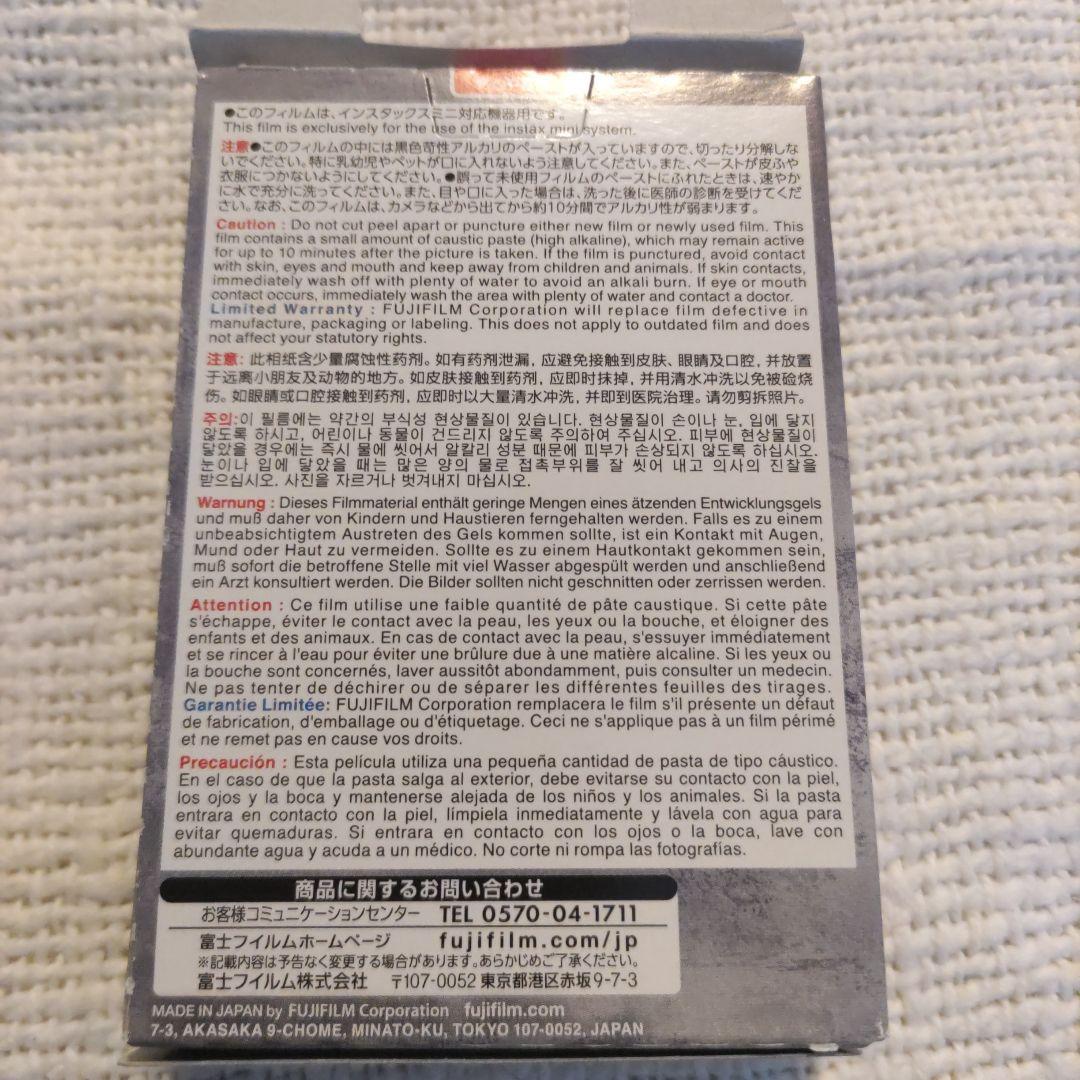 ●このフィルムは、インスタックスミニ対応機器用です。
This film is exclusively for the use of the instax mini system.
注意●このフィルムの中には黒色苛性アルカリのペーストが入っていますので、切ったり分解しな
いでください。特に乳幼児やペットが口に入れないよう注意してください。また、ペーストが皮ふや
衣服につかないようにしてください。●誤って未使用フィルムのペーストにふれたときは、速やか
に水で充分に洗ってください。また、目や口に入った場合は、洗った後に医師の診断を受けてくだ
さい。なお、このフィルムは、カメラなどから出てから約10分間でアルカリ性が弱まります。
Caution : Do not cut peel apart or puncture either new film or newly used film. This
film contains a small amount of caustic paste (high alkaline), which may remain active
for up to 10 minutes after the picture is taken. If the film is punctured, avoid contact
with skin, eyes and mouth and keep away from children and animals. If skin contacts,
immediately wash off with plenty of water to avoid an alkali burn. If eye or mouth
contact occurs, immediately wash the area with plenty of water and contact a doctor.
Limited Warranty : FUJIFILM Corporation will replace film defective in
manufacture, packaging or labeling. This does not apply to outdated film and does
not affect your statutory rights.
注意: 此相纸含少量腐蚀性药剂。如有药剂泄漏, 应避免接触到皮肤、眼睛及口腔, 并放置
于远离小朋友及动物的地方。如皮肤接触到药剂, 应即时抹掉, 并用清水冲洗以免被硷烧
伤。如眼睛或口腔接触到药剂, 应即时以大量清水冲洗, 并即到医院治理。请勿剪拆照片。
주의:이 필름에는 약간의 부식성 현상물질이 있습니다. 현상물질이 손이나 눈, 입에 닿지
않도록 하시고, 어린이나 동물이 건드리지 않도록 주의하여 주십시오. 피부에 현상물질이
닿았을 경우에는 즉시 물에 씻어서 알칼리 성분 때문에 피부가 손상되지 않도록 하십시오.
눈이나 입에 닿았을 때는 많은 양의 물로 접촉부위를 잘 씻어 내고 의사의 진찰을
받으십시오. 사진을 자르거나 벗겨내지 마십시오.
Warnung : Dieses Filmmaterial enthält geringe Mengen eines ätzenden Entwicklungsgels
und muß daher von Kindern und Haustieren ferngehalten werden. Falls es zu einem
unbeabsichtigtem Austreten des Gels kommen sollte, ist ein Kontakt mit Augen,
Mund oder Haut zu vermeiden. Sollte es zu einem Hautkontakt gekommen sein,
muß sofort die betroffene Stelle mit viel Wasser abgespült werden und anschließend
ein Arzt konsultiert werden. Die Bilder sollten nicht geschnitten oder zerrissen werden.
Attention : Ce film utilise une faible quantité de pâte caustique. Si cette pâte
s'échappe, éviter le contact avec la peau, les yeux ou la bouche, et éloigner des
enfants et des animaux. En cas de contact avec la peau, s'essuyer immédiatement
et se rincer à l'eau pour éviter une brûlure due à une matière alcaline. Si les yeux ou
la bouche sont concernés, laver aussitôt abondamment, puis consulter un medecin.
Ne pas tenter de déchirer ou de séparer les différentes feuilles des tirages.
Garantie Limitée: FUJIFILM Corporation remplacera le film s'il présente un défaut
de fabrication, d'emballage ou d'étiquetage. Ceci ne s'applique pas à un film périmé
et ne remet pas en cause vos droits.
Precaución : Esta película utiliza una pequeña cantidad de pasta de tipo cáustico.
En el caso de que la pasta salga al exterior, debe evitarse su contacto con la piel,
los ojos y la boca y mantenerse alejada de los niños y los animales. Si la pasta
entrara en contacto con la piel, límpiela inmediatamente y lávela con agua para
evitar quemaduras. Si entrara en contacto con los ojos o la boca, lave con
abundante agua y acuda a un médico. No corte ni rompa las fotografías.
商品に関するお問い合わせ
お客様コミュニケーションセンター TEL 0570-04-1711
富士フイルムホームページ fujifilm.com/jp
※記載内容は予告なく変更する場合があります。あらかじめご了承ください。
富士フイルム株式会社 〒107-0052 東京都港区赤坂9-7-3
MADE IN JAPAN by FUJIFILM Corporation fujifilm.com
7-3, AKASAKA 9-CHOME, MINATO-KU, TOKYO 107-0052, JAPAN